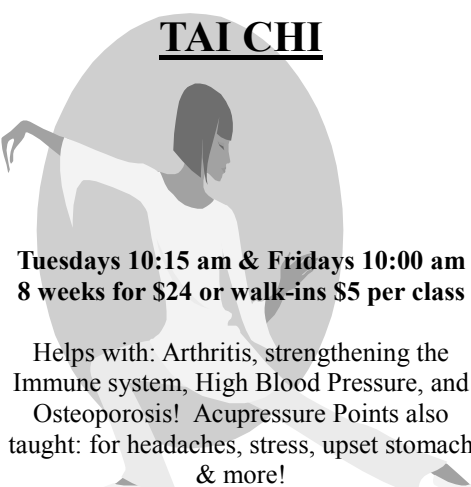 TAI CHI
Tuesdays 10:15 am & Fridays 10:00 am
8 weeks for $24 or walk-ins $5 per class
Helps with: Arthritis, strengthening the
Immune system, High Blood Pressure, and
Osteoporosis!  Acupressure Points also
taught: for headaches, stress, upset stomach
& more!